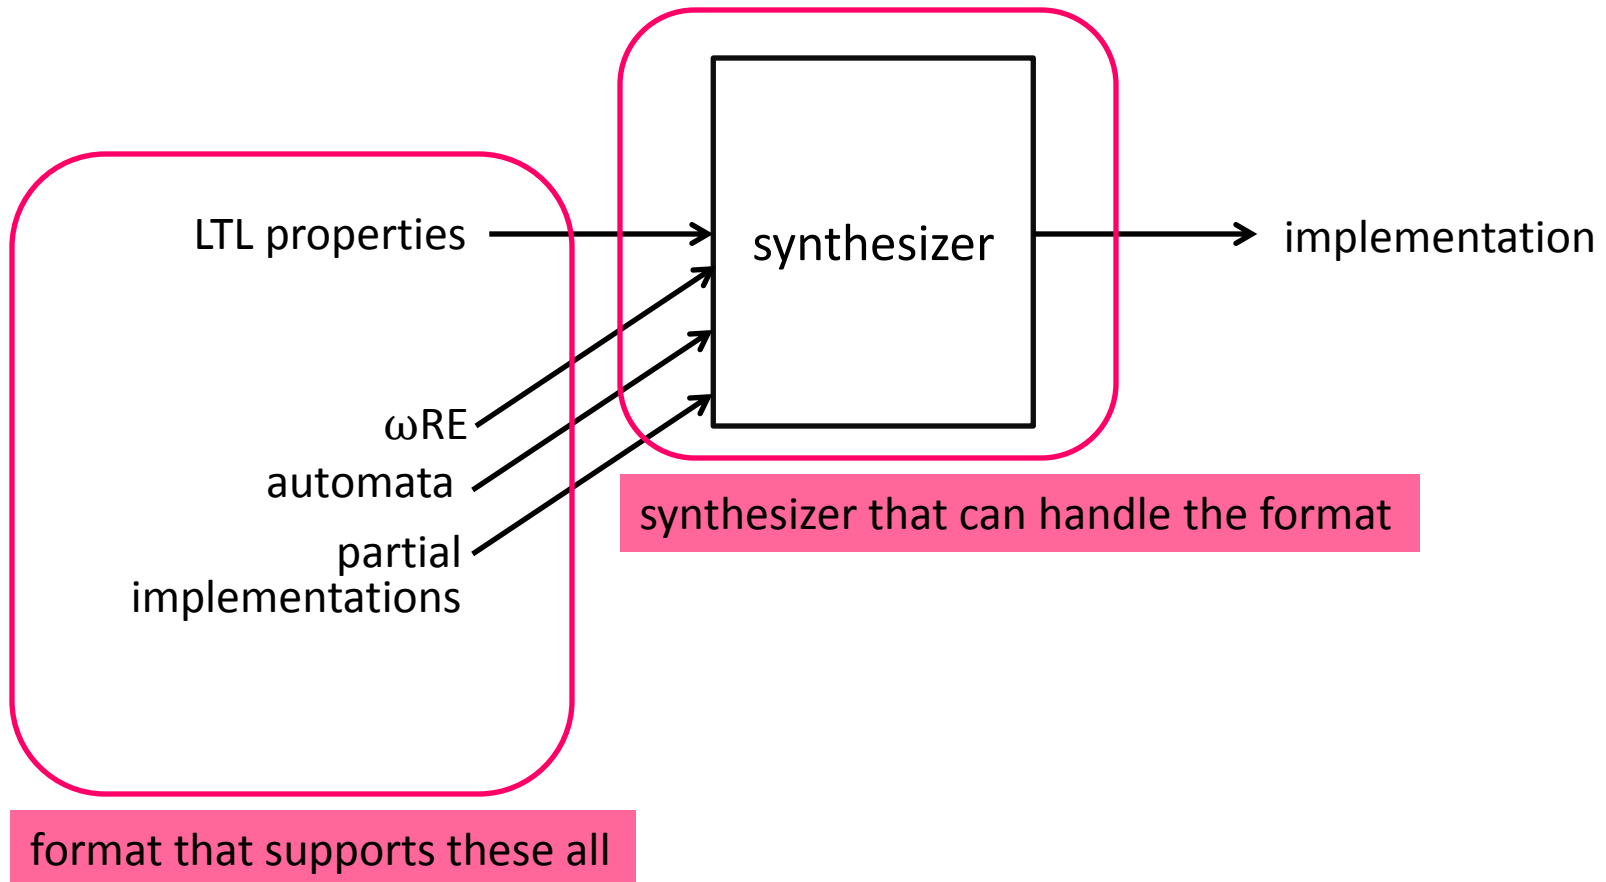 LTL properties
synthesizer
implementation
ωRE
automata
partial
implementations
synthesizer that can handle the format
format that supports these all